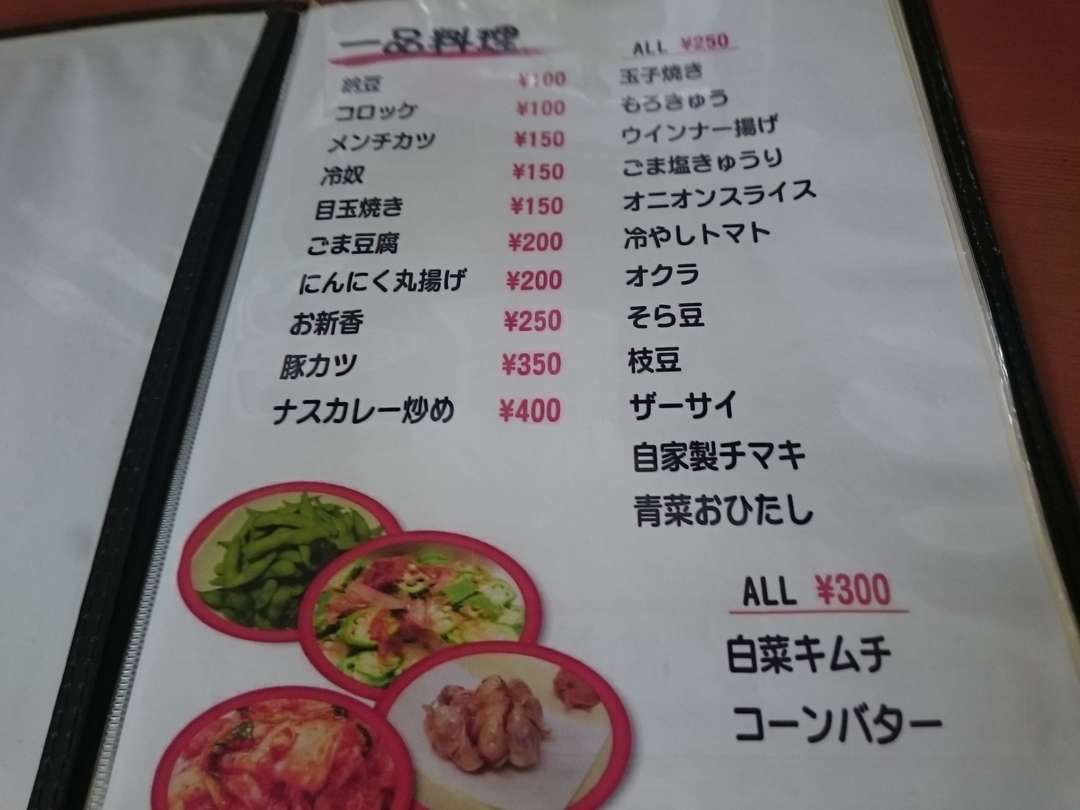 一品料理
納豆 ¥100
コロッケ ¥100
メンチカツ ¥150
冷奴 ¥150
目玉焼き ¥150
ごま豆腐 ¥200
にんにく丸揚げ ¥200
お新香 ¥250
豚カツ ¥350
ナスカレー炒め ¥400
ALL ¥250
玉子焼き
もろきゅう
ウインナー揚げ
ごま塩きゅうり
オニオンスライス
冷やしトマト
オクラ
そら豆
枝豆
ザーサイ
自家製チマキ
青菜おひたし
ALL ¥300
白菜キムチ
コーンバター